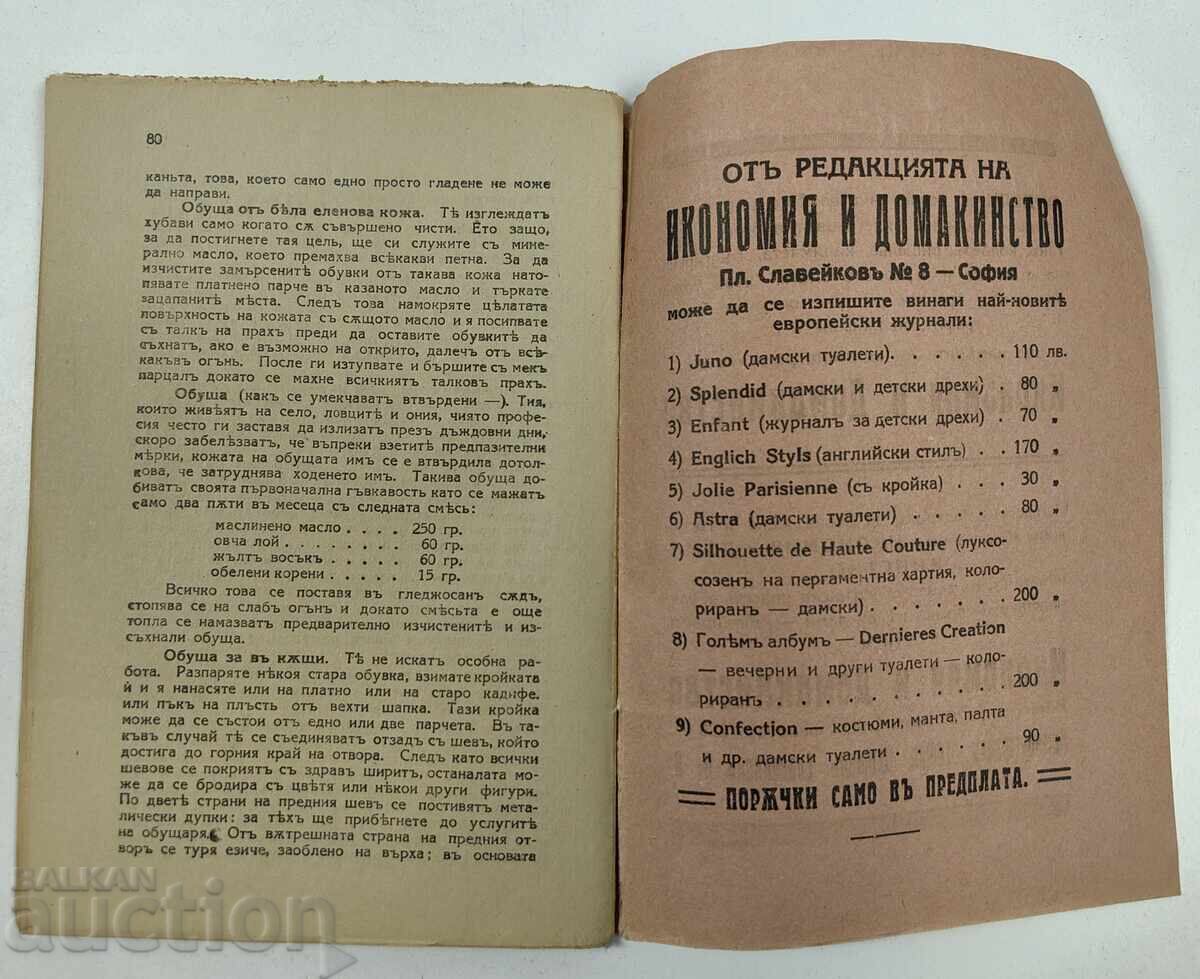 80
каньта, това, което само едно просто гладене не може
да направи.
Обуща отъ бѣла еленова кожа. Тѣ изглеждатъ
хубави само когато сѫ съвършено чисти. Ето защо,
за да постигнете тая цель, ще си служите съ мине-
рално масло, което премахва всѣкакви петна. За да
изчистите замърсенитѣ обувки отъ такава кожа нато-
пявате платнено парче въ казаното масло и търкате
зацапанитѣ мѣста. Следъ това намокряте цѣлатата
повърхность на кожата съ сѫщото масло и я посипвате
съ талкъ на прахъ преди да оставите обувкитѣ да
съхнатъ, ако е възможно на открито, далечъ отъ всѣ-
какъвъ огънь. После ги изтупвате и бършите съ мекъ
парцалъ докато се махне всичкиятъ талковъ прахъ.
Обуша (какъ се умекчаватъ втвърдени —). Тия,
които живѣятъ на село, ловцитѣ и ония, чиято профе-
сия често ги заставя да излизатъ презъ дъждовни дни,
скоро забелѣзватъ, че въпреки взетитѣ предпазителни
мѣрки, кожата на обущата имъ се е втвърдила дотол-
кова, че затруднява ходенето имъ. Такива обуща до-
биватъ своята първоначална гъвкавость като се мажатъ
само два пѫти въ месеца съ следната смѣсь:
маслинено масло . . . . 250 гр.
овча лой . . . . . . . . 60 гр.
жълтъ восъкъ . . . . . 60 гр.
обелени корени . . . . . 15 гр.
Всичко това се поставя въ гледжосанъ сѫдъ,
стопява се на слабъ огънъ и докато смѣсьта е още
топла се намазватъ предварително изчистенитѣ и из-
съхнали обуща.
Обуша за въ кѫщи. Тѣ не искатъ особна ра-
бота. Разпаряте нѣкоя стара обувка, взимате кройката
ѝ и я нанасяте или на платно или на старо кадифе.
или пъкъ на плъсть отъ вехти шапка. Тази кройка
може да се състои отъ едно или две парчета. Въ та-
къвъ случай тѣ се съединяватъ отзадъ съ шевъ, който
достига до горния край на отвора. Следъ като всички
шевове се покриятъ съ здравъ ширитъ, останалата мо-
же да се бродира съ цвѣтя или нѣкои други фигури.
По дветѣ страни на предния шевъ се постивятъ мета-
лически дупки: за тѣхъ ще прибѣгнете до услугитѣ
на обущаря. Отъ вѫтрешната страна на предния от-
воръ се туря езиче, заоблено на върха; въ основата
ОТЪ РЕДАКЦИЯТА НА
ИКОНОМИЯ И ДОМАКИНСТВО
Пл. Славейковъ № 8 — София
може да се изпишите винаги най-новитѣ
европейски журнали:
1) Juno (дамски туалети). . . . . . 110 лв.
2) Splendid (дамски и детски дрехи) . 80 „
3) Enfant (журналъ за детски дрехи) . 70 „
4) Englich Styls (английски стилъ) . . 170 „
5) Jolie Parisienne (съ кройка) . . . 30 „
6) Astra (дамски туалети) . . . . . 80 „
7) Silhouette de Haute Couture (лук-
созенъ на пергаментна хартия, коло-
риранъ — дамски) . . . . . . . 200 „
8) Голѣмъ албумъ — Dernieres Creation
— вечерни и други туалети — коло-
риранъ . . . . . . . . . . 200 „
9) Confection — костюми, манта, палта
и др. дамски туалети . . . . . 90 „
ПОРѪЧКИ САМО ВЪ ПРЕДПЛАТА.
BALKAN
auction